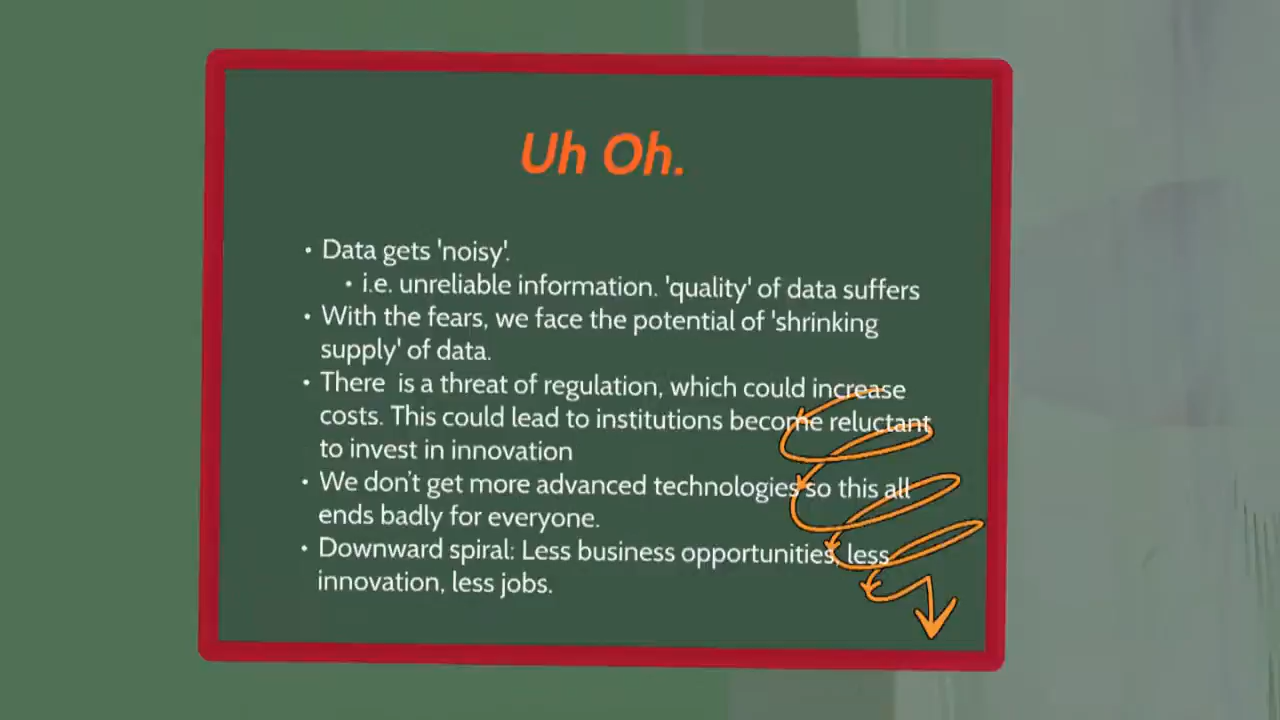 Uh Oh.
• Data gets 'noisy'.
• i.e. unreliable information. 'quality' of data suffers
• With the fears, we face the potential of 'shrinking
supply' of data.
• There is a threat of regulation, which could increase
costs. This could lead to institutions become reluctant
to invest in innovation
• We don't get more advanced technologies so this all
ends badly for everyone.
• Downward spiral: Less business opportunities, less
innovation, less jobs.